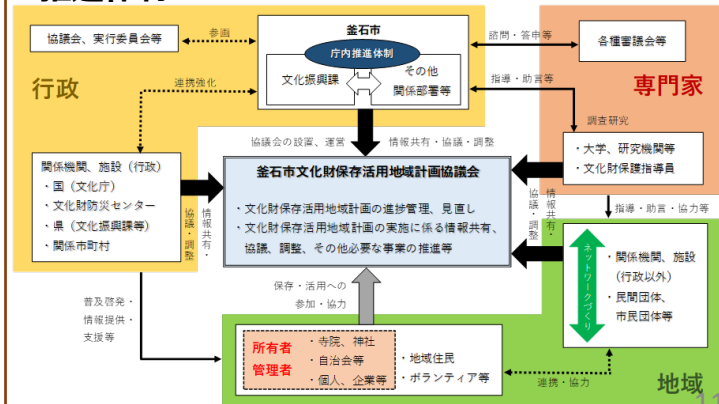 釜石市
庁内推進体制
文化振興課
その他
関係部署等
協議会、実行委員会等
参画
諮問・答申等
各種審議会等
行政
連携強化
指導・助言等
専門家
調査研究
・大学、研究機関等
・文化財保護指導員
協議会の設置、運営
情報共有・協議・調整
関係機関、施設（行政）
・国（文化庁）
・文化財防災センター
・県（文化振興課等）
・関係市町村
情報共有・
協議・調整
釜石市文化財保存活用地域計画協議会
・文化財保存活用地域計画の進捗管理、見直し
・文化財保存活用地域計画の実施に係る情報共有、
協議、調整、その他必要な事業の推進等
情報共有・
協議・調整
指導・助言・協力等
ネットワークづくり
・関係機関、施設
（行政以外）
・民間団体、
市民団体等
普及啓発・
情報提供・
支援等
保存・活用への
参加・協力
所有者
管理者
・寺院、神社
・自治会等
・個人、企業等
・地域住民
・ボランティア等
連携・協力
地域